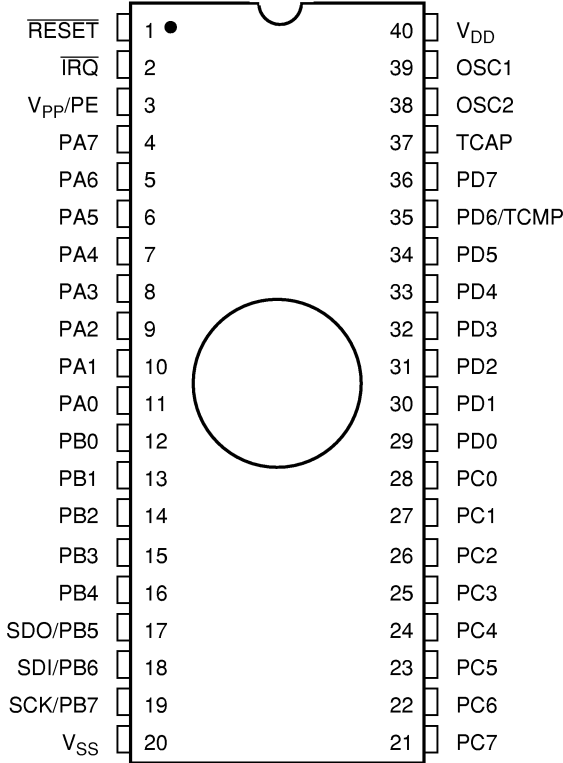 R̅E̅S̅E̅T̅ 1 40 VDD
I̅R̅Q̅ 2 39 OSC1
VPP/PE 3 38 OSC2
PA7 4 37 TCAP
PA6 5 36 PD7
PA5 6 35 PD6/TCMP
PA4 7 34 PD5
PA3 8 33 PD4
PA2 9 32 PD3
PA1 10 31 PD2
PA0 11 30 PD1
PB0 12 29 PD0
PB1 13 28 PC0
PB2 14 27 PC1
PB3 15 26 PC2
PB4 16 25 PC3
SDO/PB5 17 24 PC4
SDI/PB6 18 23 PC5
SCK/PB7 19 22 PC6
VSS 20 21 PC7